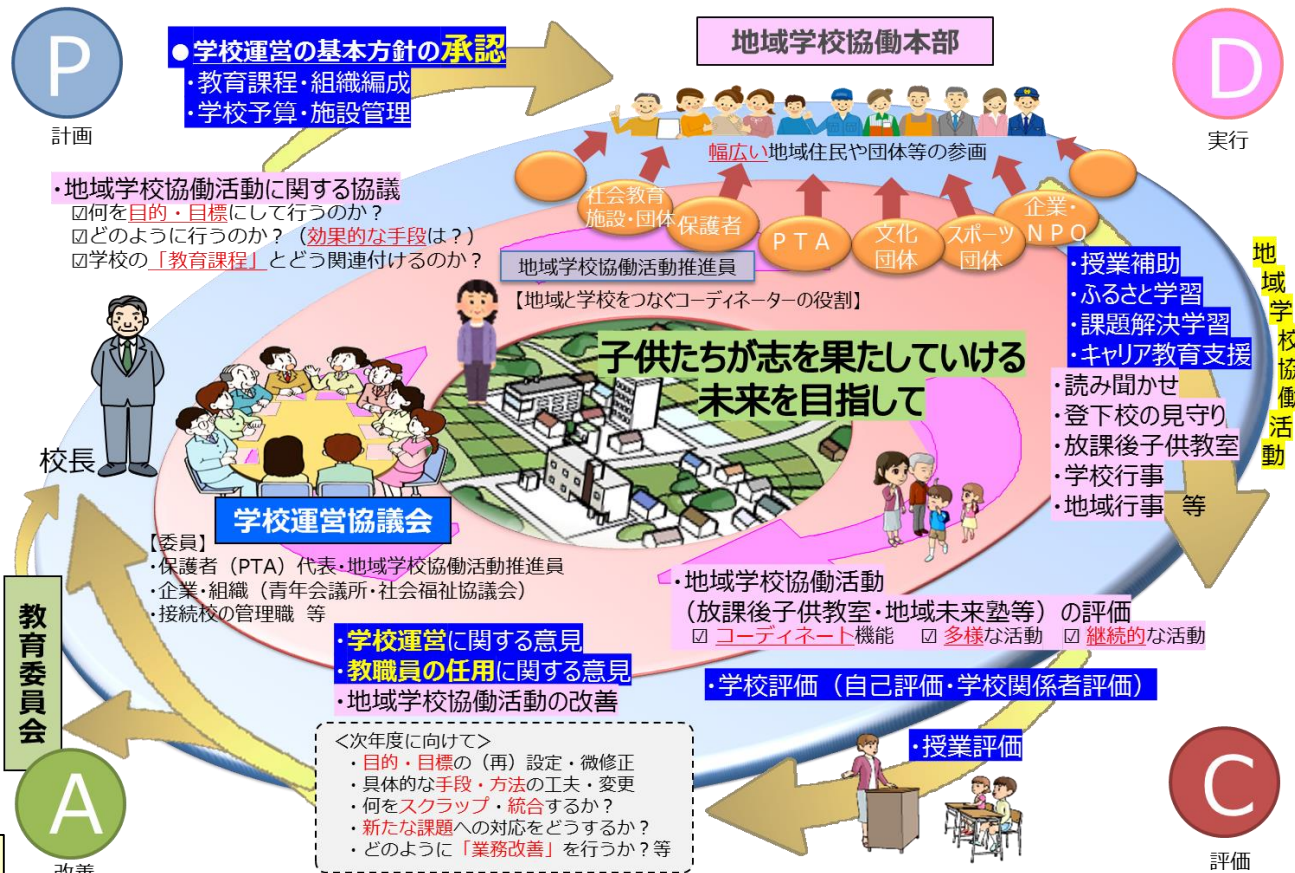 P
計画
●学校運営の基本方針の承認
・教育課程・組織編成
・学校予算・施設管理
地域学校協働本部
D
実行
幅広い地域住民や団体等の参画
・地域学校協働活動に関する協議
☑何を目的・目標にして行うのか？
☑どのように行うのか？（効果的な手段は？）
☑学校の「教育課程」とどう関連付けるのか？
社会教育
施設・団体
保護者
ＰＴＡ
文化
団体
スポーツ
団体
企業・
ＮＰＯ
地域学校協働活動推進員
【地域と学校をつなぐコーディネーターの役割】
・授業補助
・ふるさと学習
・課題解決学習
・キャリア教育支援
・読み聞かせ
・登下校の見守り
・放課後子供教室
・学校行事
・地域行事 等
地域学校協働活動
子供たちが志を果たしていける
未来を目指して
校長
学校運営協議会
【委員】
・保護者（PTA）代表・地域学校協働活動推進員
・企業・組織（青年会議所・社会福祉協議会）
・接続校の管理職 等
・地域学校協働活動
（放課後子供教室・地域未来塾等）の評価
☑ コーディネート機能 ☑ 多様な活動 ☑ 継続的な活動
・学校運営に関する意見
・教職員の任用に関する意見
・地域学校協働活動の改善
・学校評価（自己評価・学校関係者評価）
・授業評価
教育委員会
＜次年度に向けて＞
・目的・目標の（再）設定・微修正
・具体的な手段・方法の工夫・変更
・何をスクラップ・統合するか？
・新たな課題への対応をどうするか？
・どのように「業務改善」を行うか？等
A
改善
C
評価